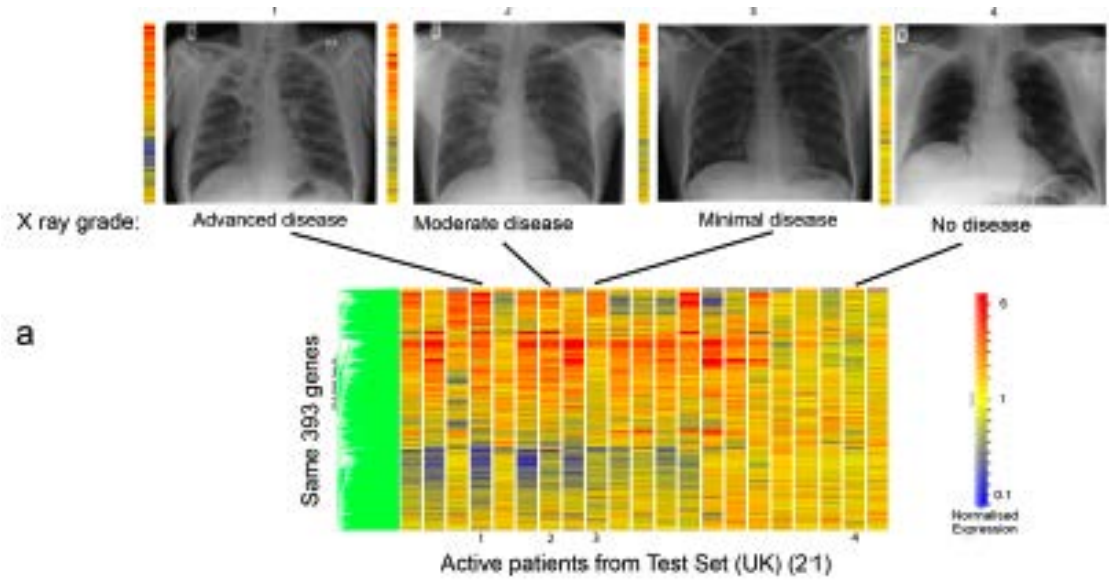 1 2 3 4
X ray grade: Advanced disease Moderate disease Minimal disease No disease
a
Same 393 genes
6
1
0.1
Normalised
Expression
1 2 3 4
Active patients from Test Set (UK) (21)